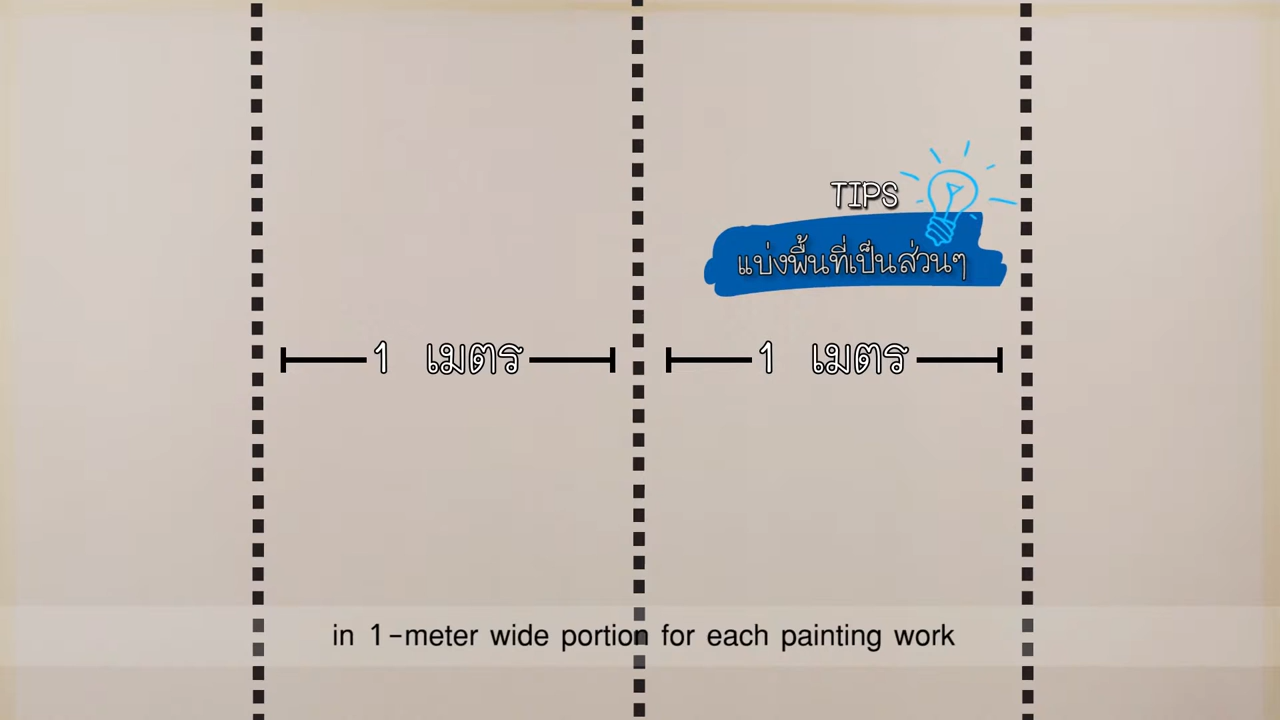 TIPS
แบ่งพื้นที่เป็นส่วนๆ
1 เมตร
1 เมตร
in 1-meter wide portion for each painting work